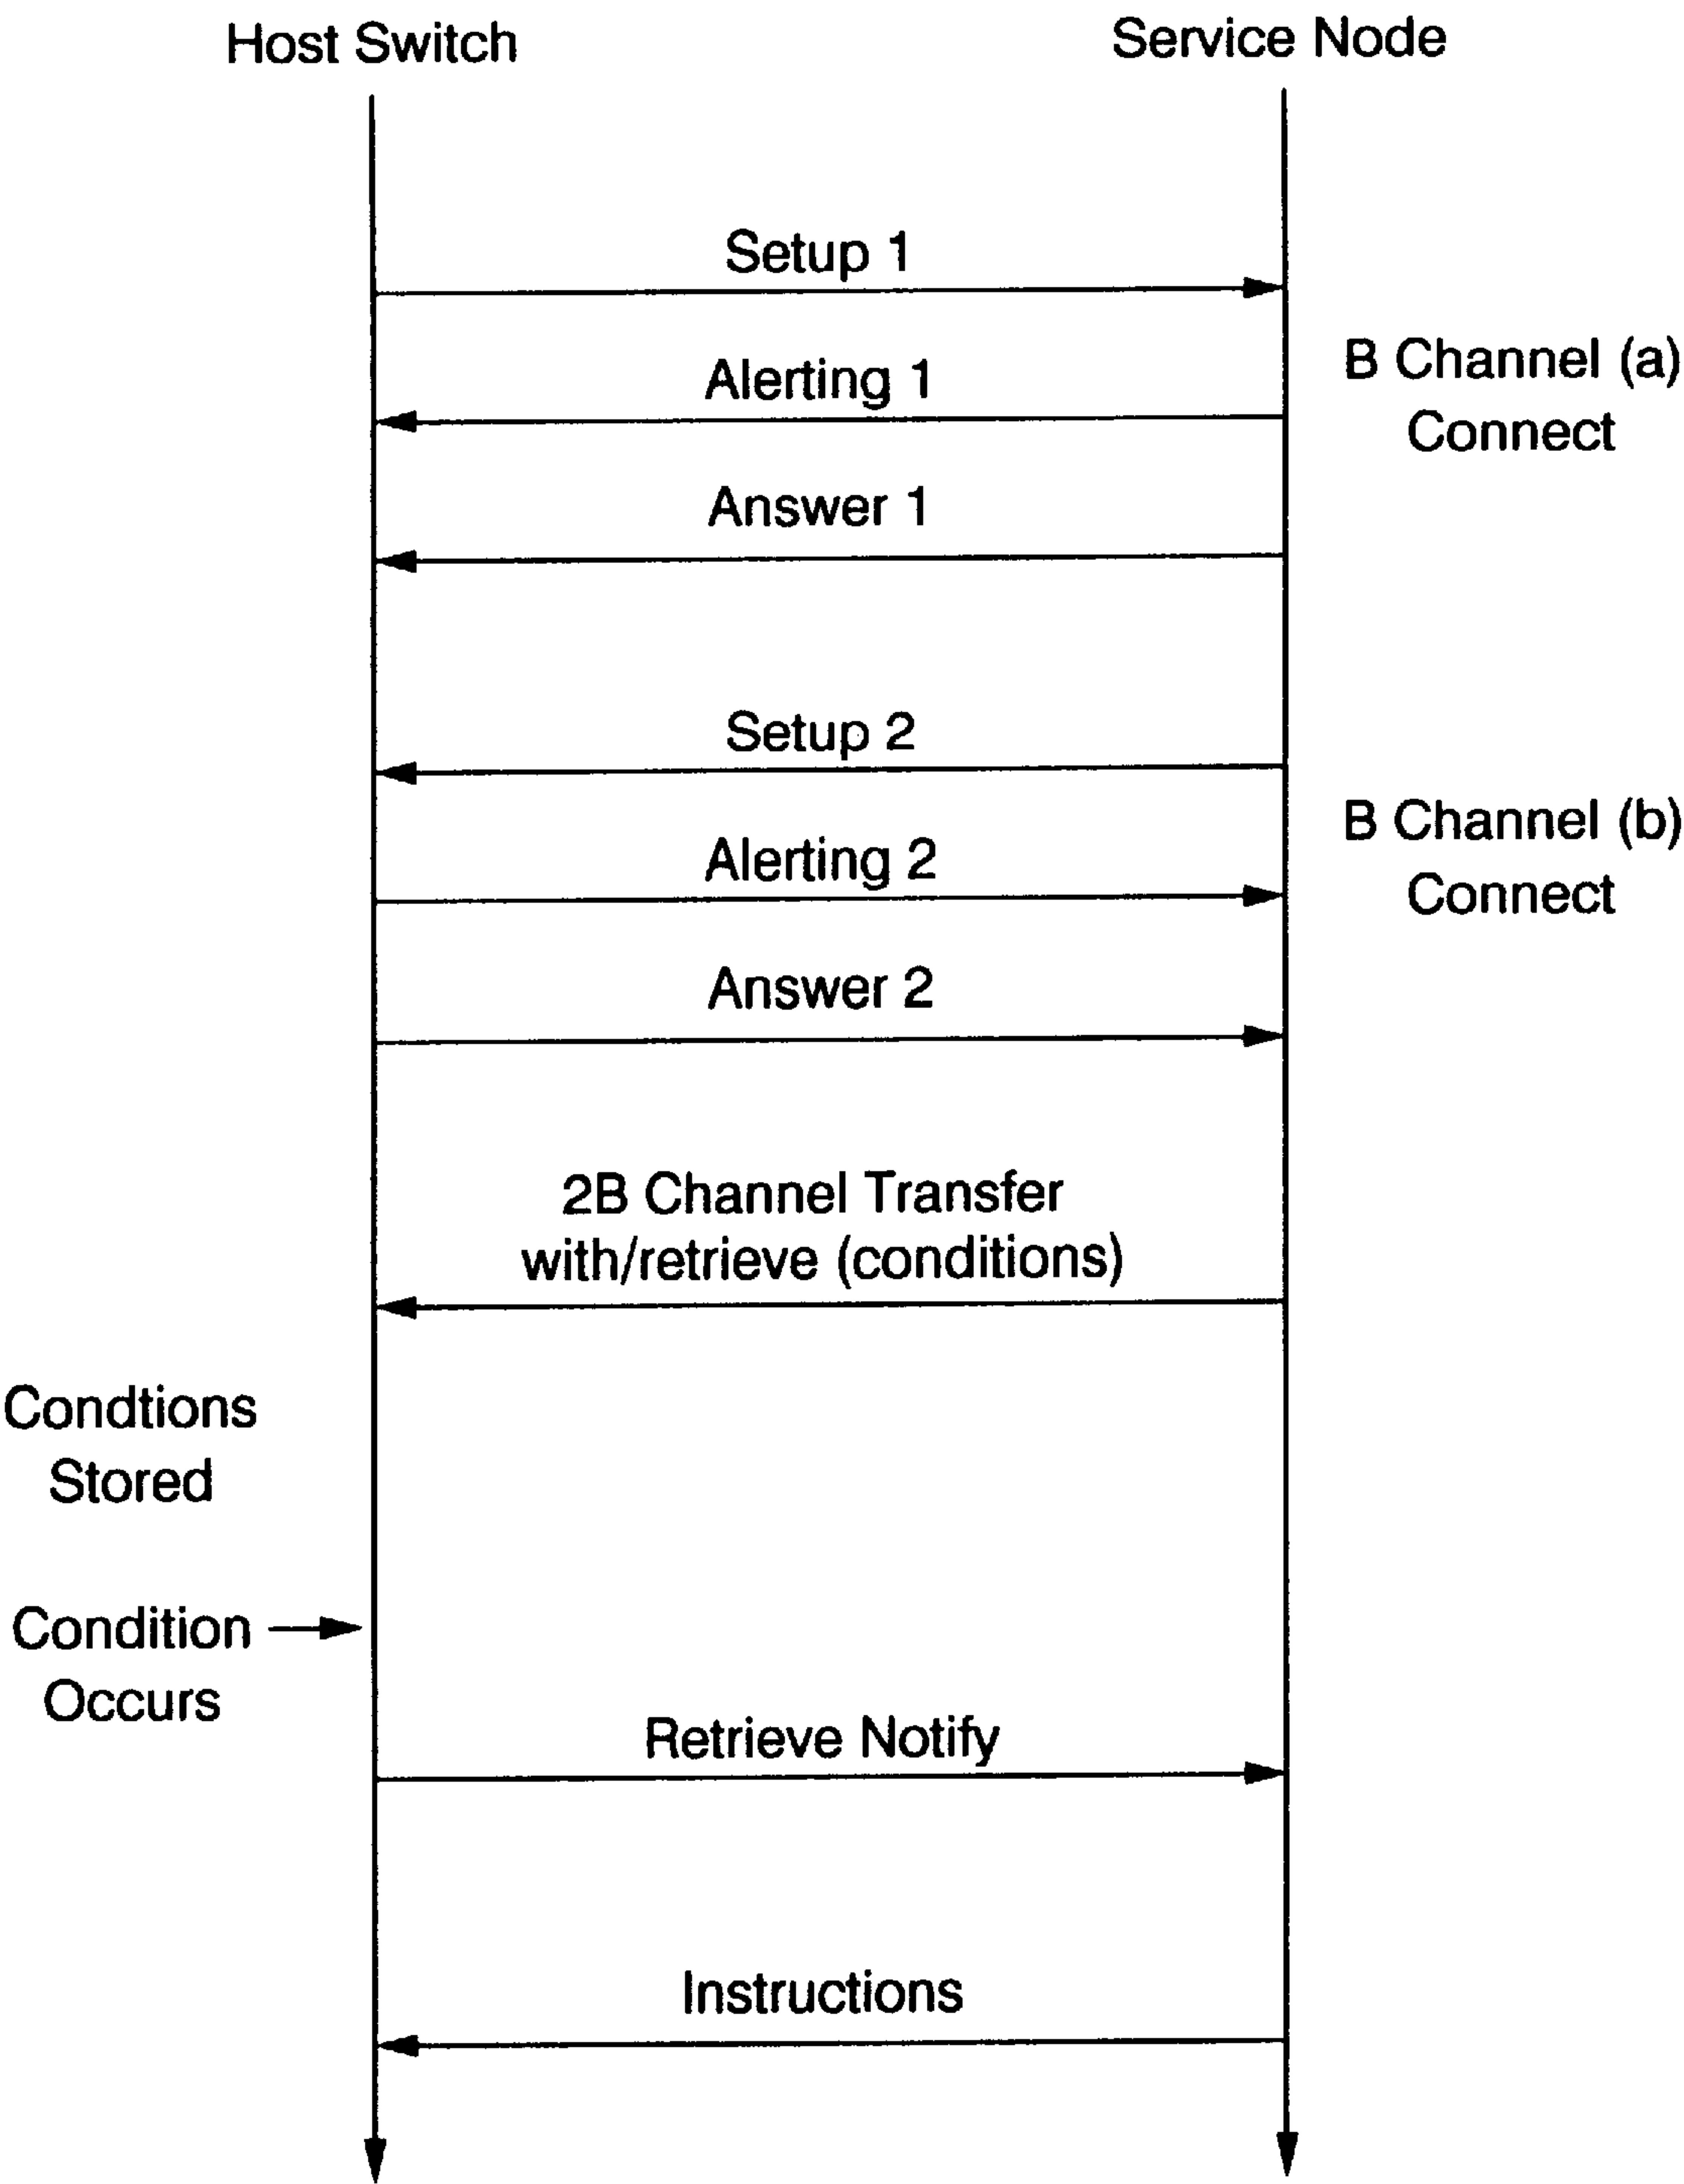 Host Switch
Service Node
Setup 1
Alerting 1
B Channel (a)
Connect
Answer 1
Setup 2
B Channel (b)
Connect
Alerting 2
Answer 2
2B Channel Transfer
with/retrieve (conditions)
Condtions
Stored
Condition
Occurs
Retrieve Notify
Instructions